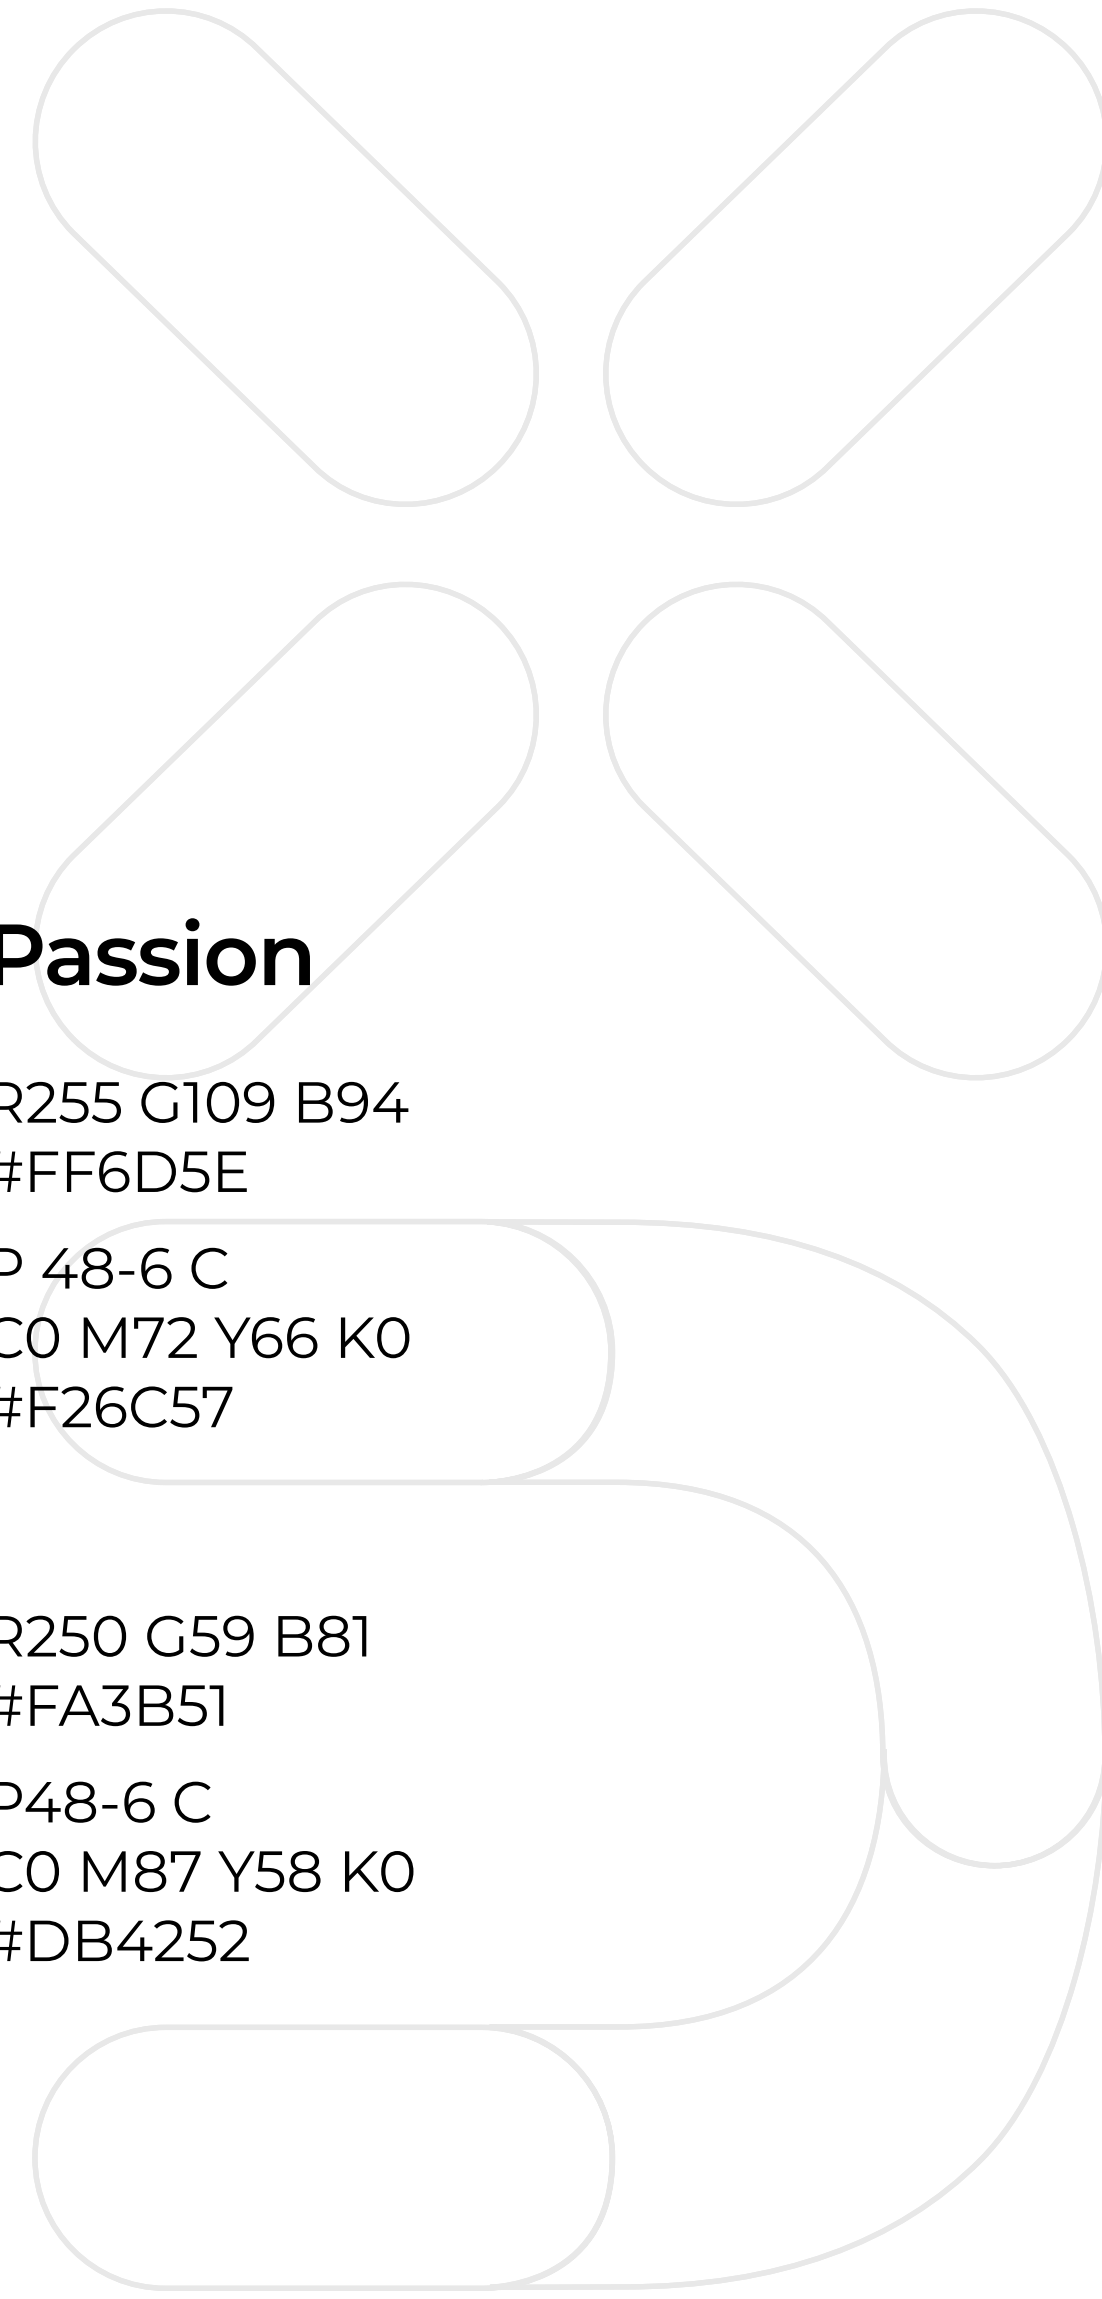 Passion
R255 G109 B94
#FF6D5E
P 48-6 C
C0 M72 Y66 K0
#F26C57
R250 G59 B81
#FA3B51
P48-6 C
C0 M87 Y58 K0
#DB4252